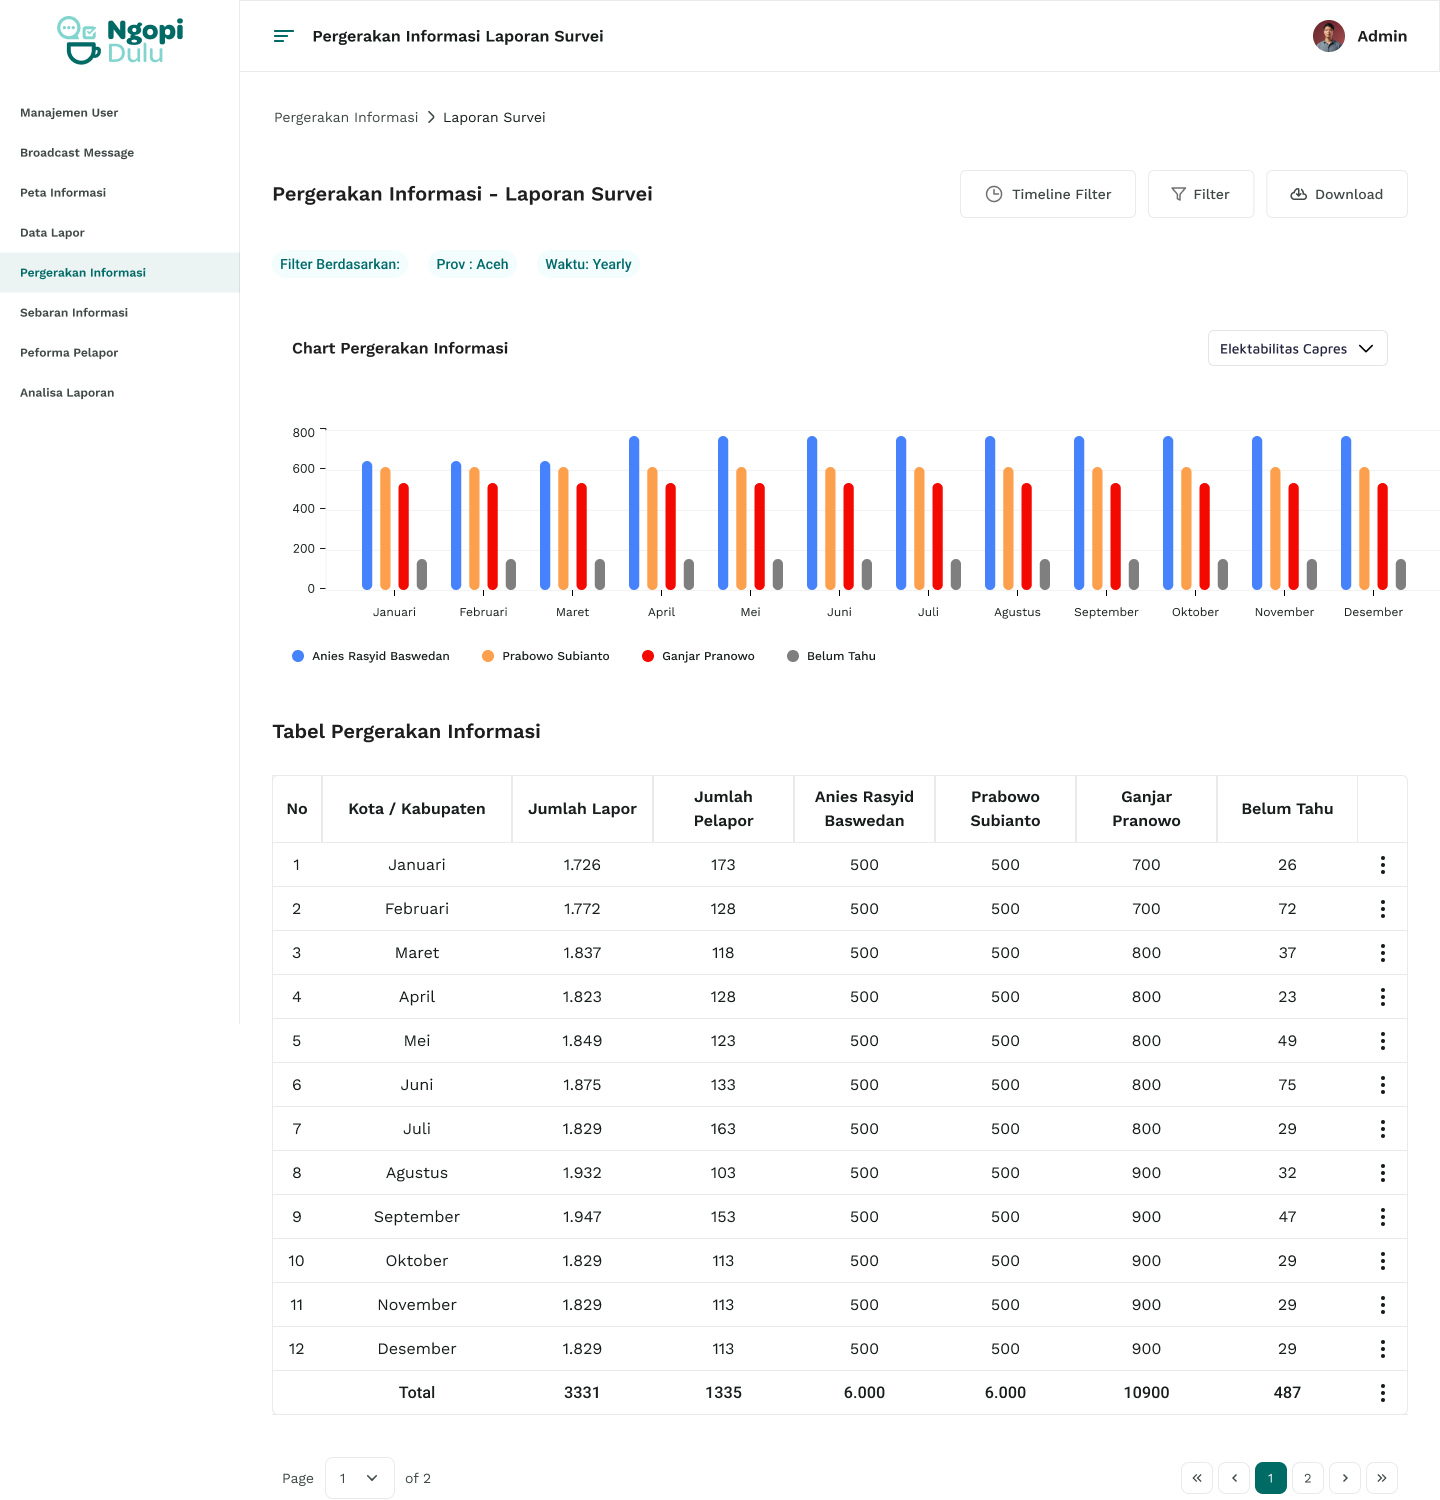 Ngopi
Dulu
Pergerakan Informasi Laporan Survei
Admin
Manajemen User
Broadcast Message
Peta Informasi
Data Lapor
Pergerakan Informasi
Sebaran Informasi
Peforma Pelapor
Analisa Laporan
Pergerakan Informasi > Laporan Survei
Pergerakan Informasi - Laporan Survei
Timeline Filter
Filter
Download
Filter Berdasarkan: Prov : Aceh Waktu: Yearly
Chart Pergerakan Informasi
Elektabilitas Capres
800
600
400
200
0
Januari Februari Maret April Mei Juni Juli Agustus September Oktober November Desember
Anies Rasyid Baswedan Prabowo Subianto Ganjar Pranowo Belum Tahu
Tabel Pergerakan Informasi
No Kota / Kabupaten Jumlah Lapor Jumlah Pelapor Anies Rasyid Baswedan Prabowo Subianto Ganjar Pranowo Belum Tahu
1 Januari 1.726 173 500 500 700 26
2 Februari 1.772 128 500 500 700 72
3 Maret 1.837 118 500 500 800 37
4 April 1.823 128 500 500 800 23
5 Mei 1.849 123 500 500 800 49
6 Juni 1.875 133 500 500 800 75
7 Juli 1.829 163 500 500 800 29
8 Agustus 1.932 103 500 500 900 32
9 September 1.947 153 500 500 900 47
10 Oktober 1.829 113 500 500 900 29
11 November 1.829 113 500 500 900 29
12 Desember 1.829 113 500 500 900 29
Total 3331 1335 6.000 6.000 10900 487
Page 1 of 2
« ‹ 1 2 › »